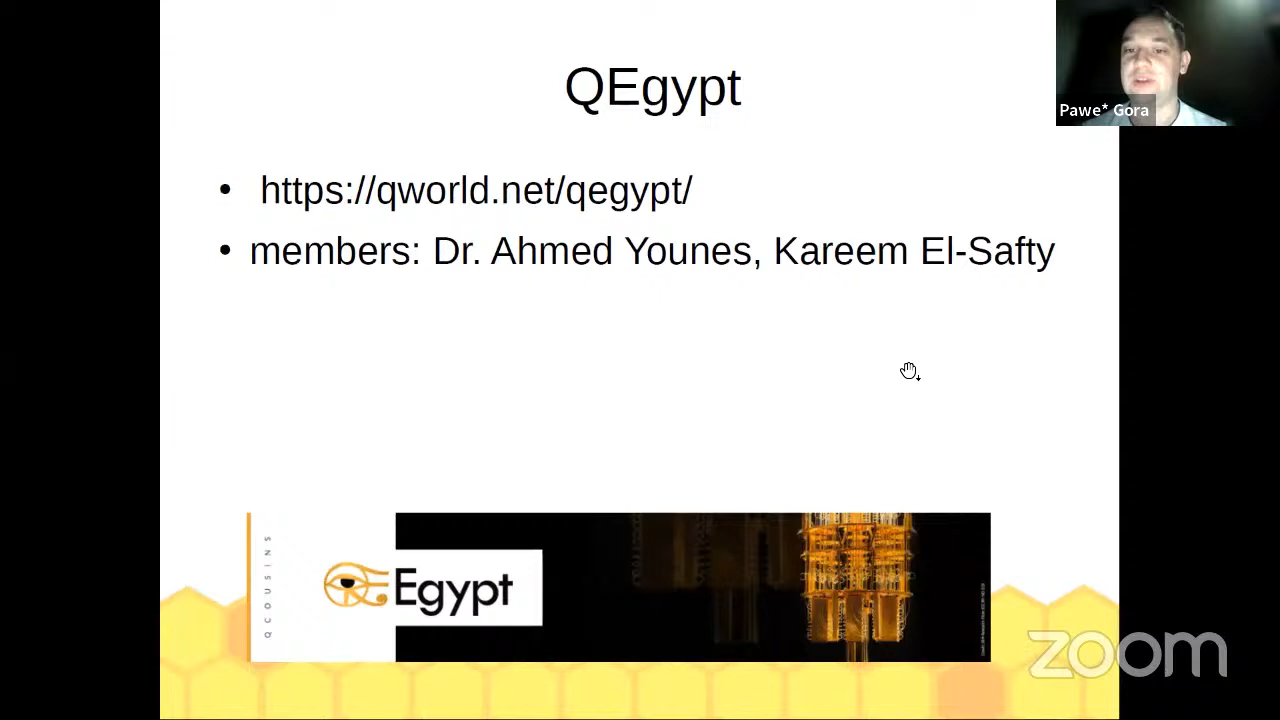 QEgypt
Pawe* Gora
• https://qworld.net/qegypt/
• members: Dr. Ahmed Younes, Kareem El-Safty
QCOUSINS
Egypt
zoom